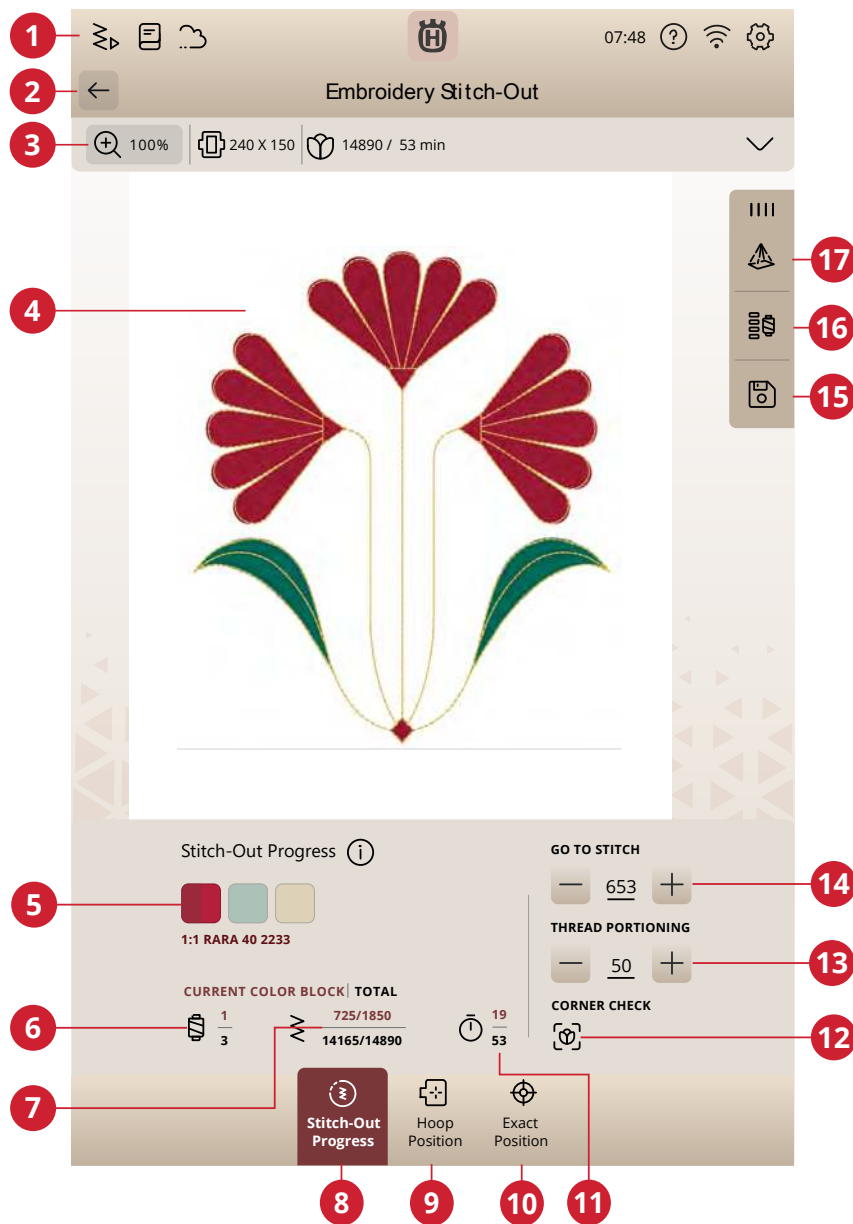 1
07:48
2
Embroidery Stitch-Out
3
100%
240 X 150
14890 / 53 min
17
4
16
15
Stitch-Out Progress
GO TO STITCH
5
653
14
1:1 RARA 40 2233
THREAD PORTIONING
50
13
CURRENT COLOR BLOCK | TOTAL
CORNER CHECK
6
1
3
725/1850
14165/14890
19
53
12
7
Stitch-Out
Progress
Hoop
Position
Exact
Position
8
9
10
11